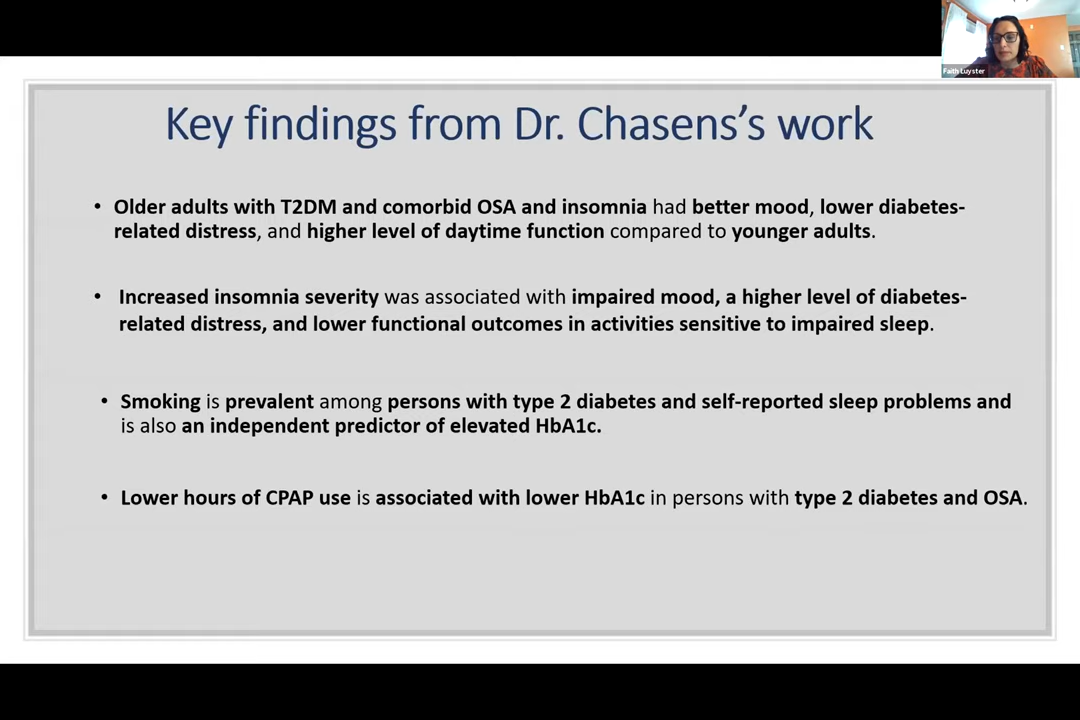 Faith Luyster
Key findings from Dr. Chasens's work
• Older adults with T2DM and comorbid OSA and insomnia had better mood, lower diabetes-
related distress, and higher level of daytime function compared to younger adults.
• Increased insomnia severity was associated with impaired mood, a higher level of diabetes-
related distress, and lower functional outcomes in activities sensitive to impaired sleep.
• Smoking is prevalent among persons with type 2 diabetes and self-reported sleep problems and
is also an independent predictor of elevated HbA1c.
• Lower hours of CPAP use is associated with lower HbA1c in persons with type 2 diabetes and OSA.